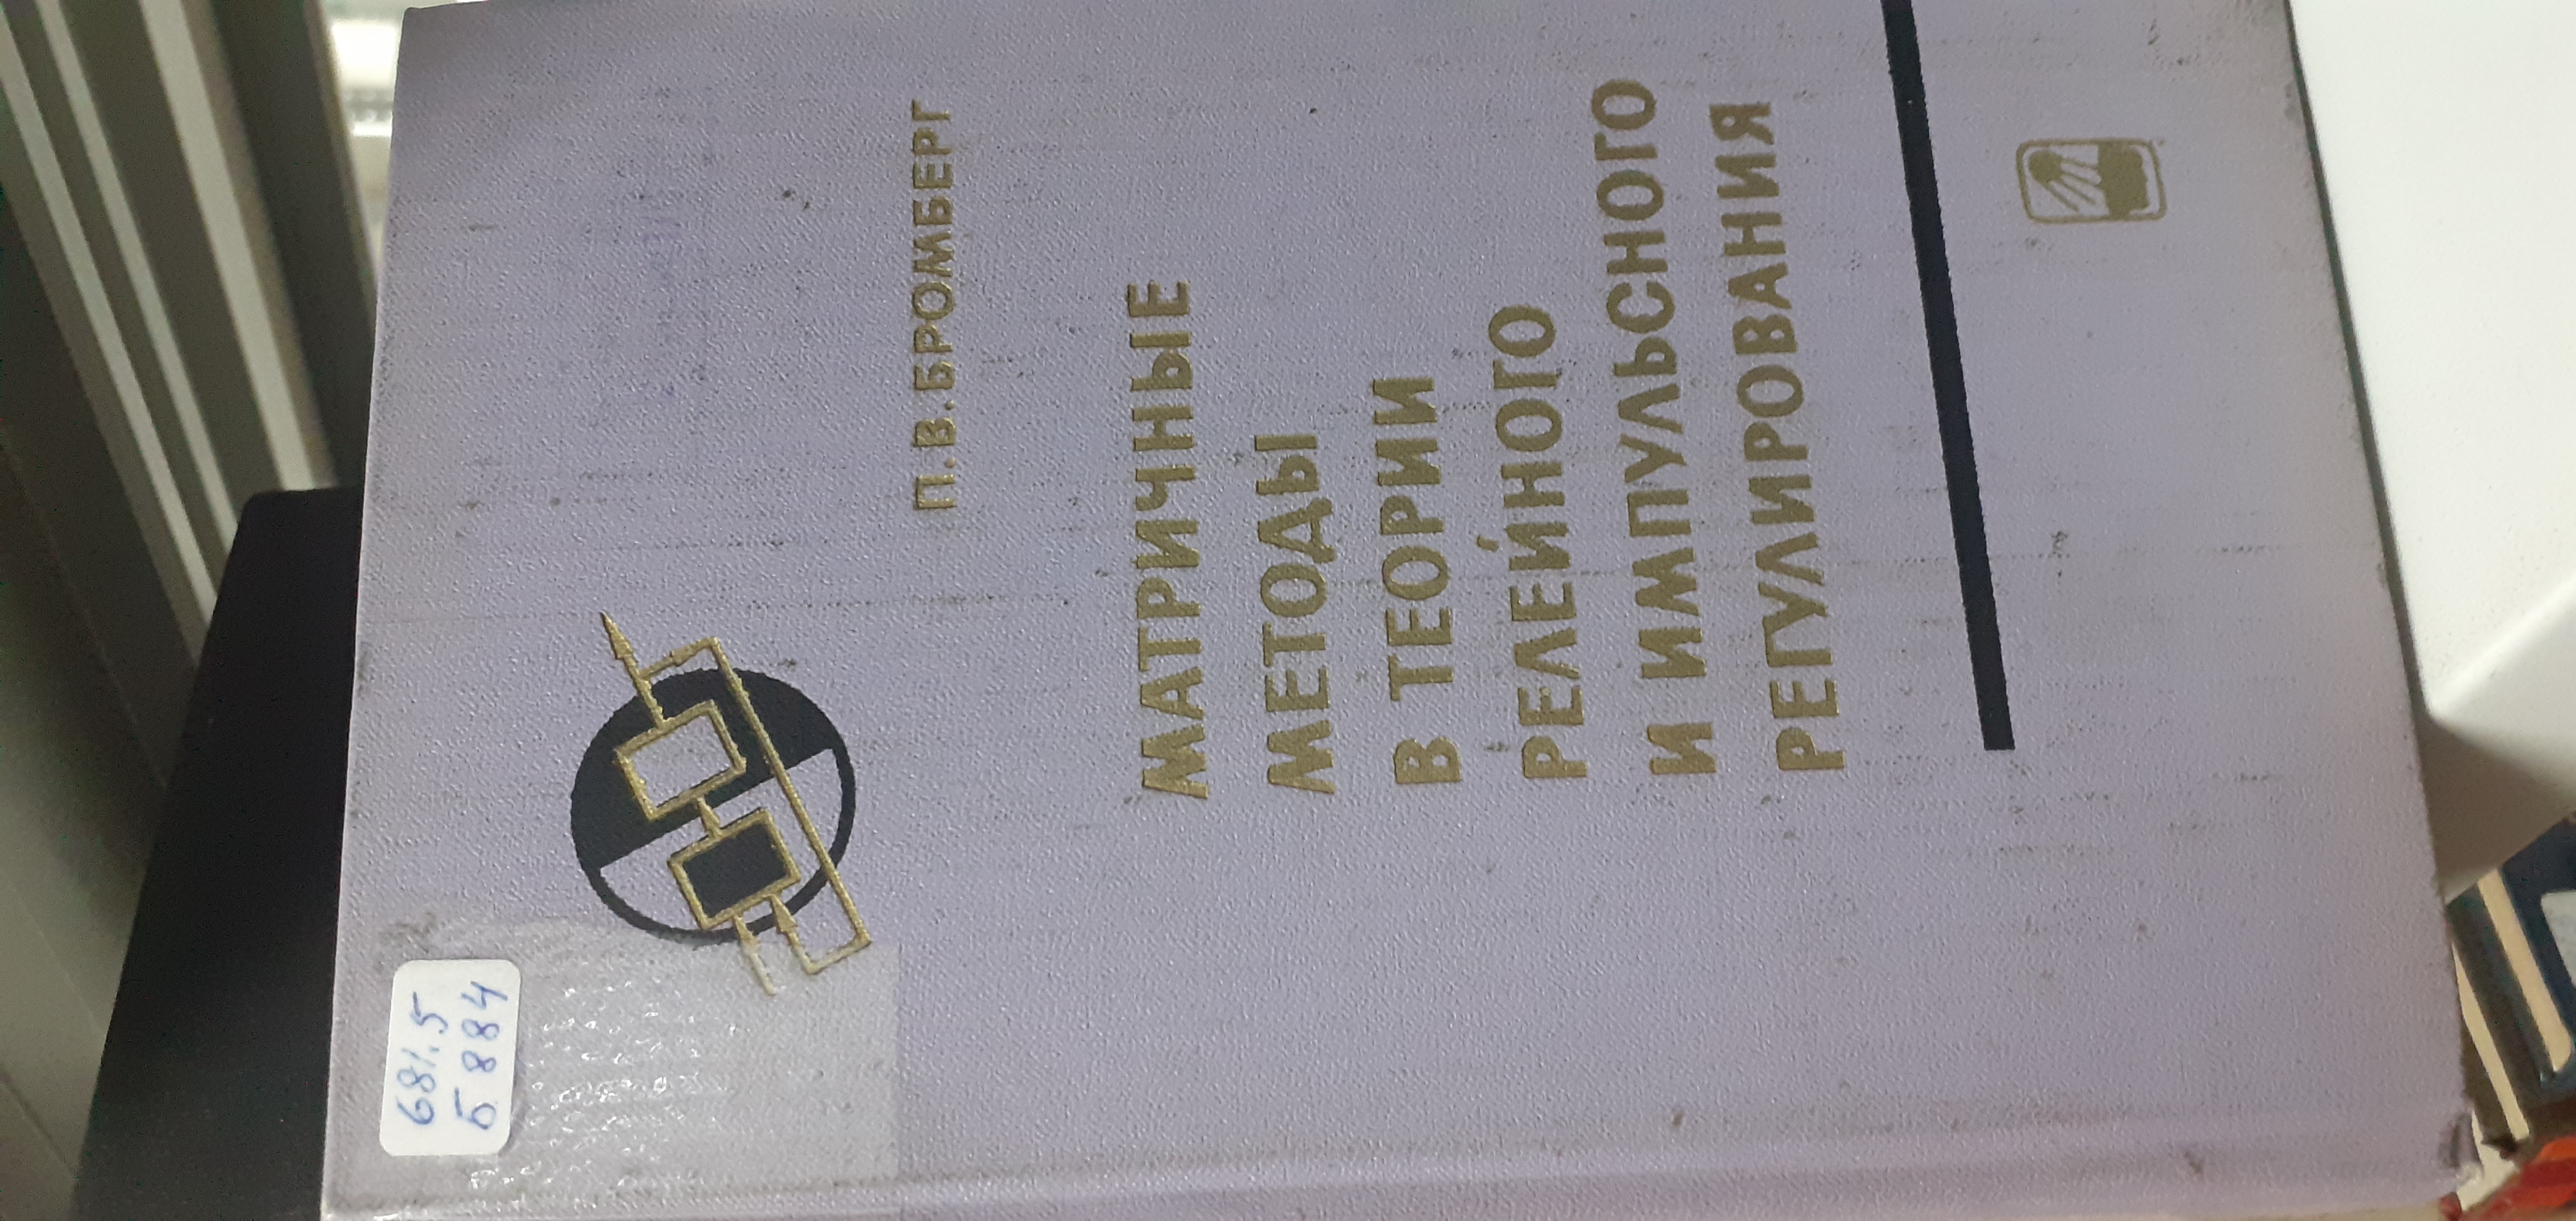 681.5
Б 884
П.В.БРОМБЕРГ
МАТРИЧНЫЕ
МЕТОДЫ
В ТЕОРИИ
РЕЛЕЙНОГО
И ИМПУЛЬСНОГО
РЕГУЛИРОВАНИЯ